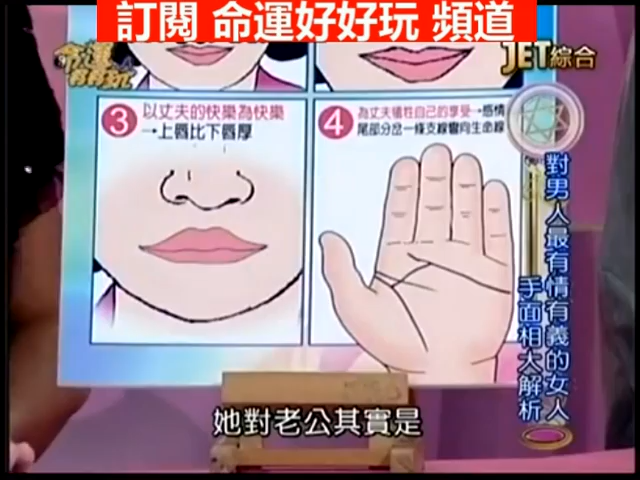 訂閱 命運好好玩 頻道
命運好好玩
JET綜合
3 以丈夫的快樂為快樂
→上唇比下唇厚
4 為丈夫犧牲自己的享受→感情
尾部分岔一條支線彎向生命線
對男人最有情有義的女人
手面相大解析
她對老公其實是